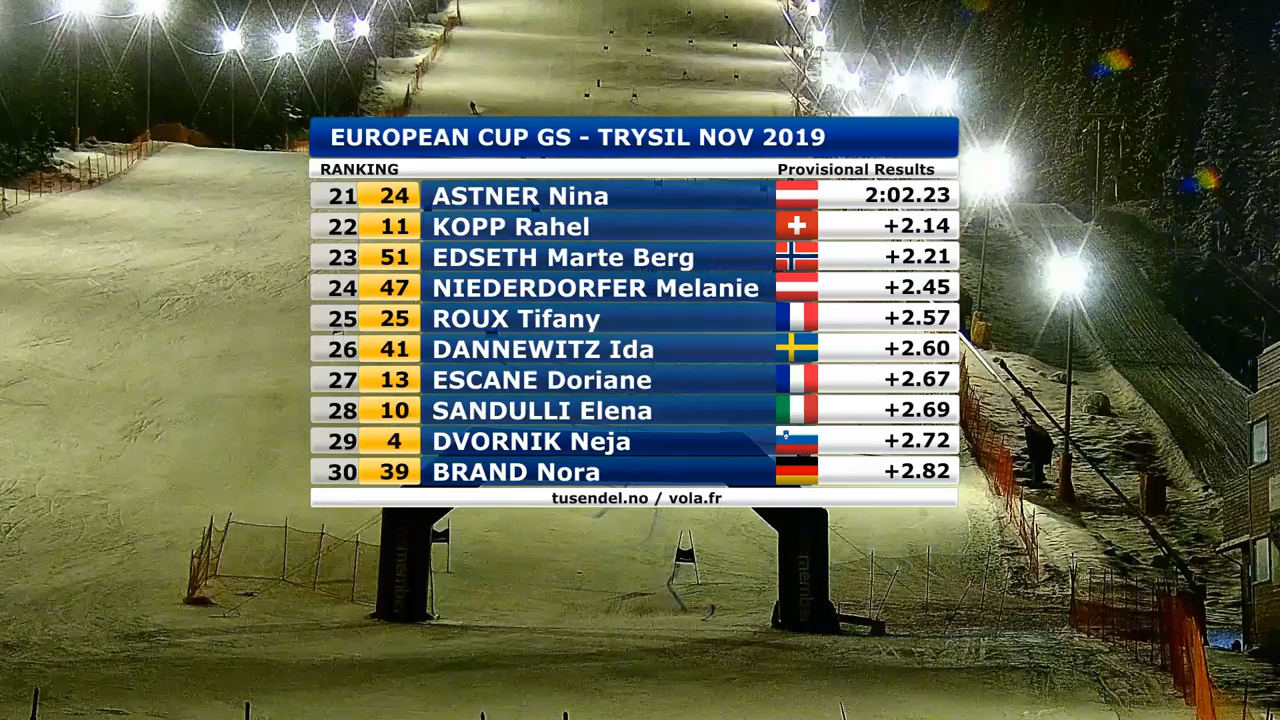 EUROPEAN CUP GS - TRYSIL NOV 2019
RANKING Provisional Results
21 24 ASTNER Nina 2:02.23
22 11 KOPP Rahel +2.14
23 51 EDSETH Marte Berg +2.21
24 47 NIEDERDORFER Melanie +2.45
25 25 ROUX Tifany +2.57
26 41 DANNEWITZ Ida +2.60
27 13 ESCANE Doriane +2.67
28 10 SANDULLI Elena +2.69
29 4 DVORNIK Neja +2.72
30 39 BRAND Nora +2.82
tusendel.no / vola.fr